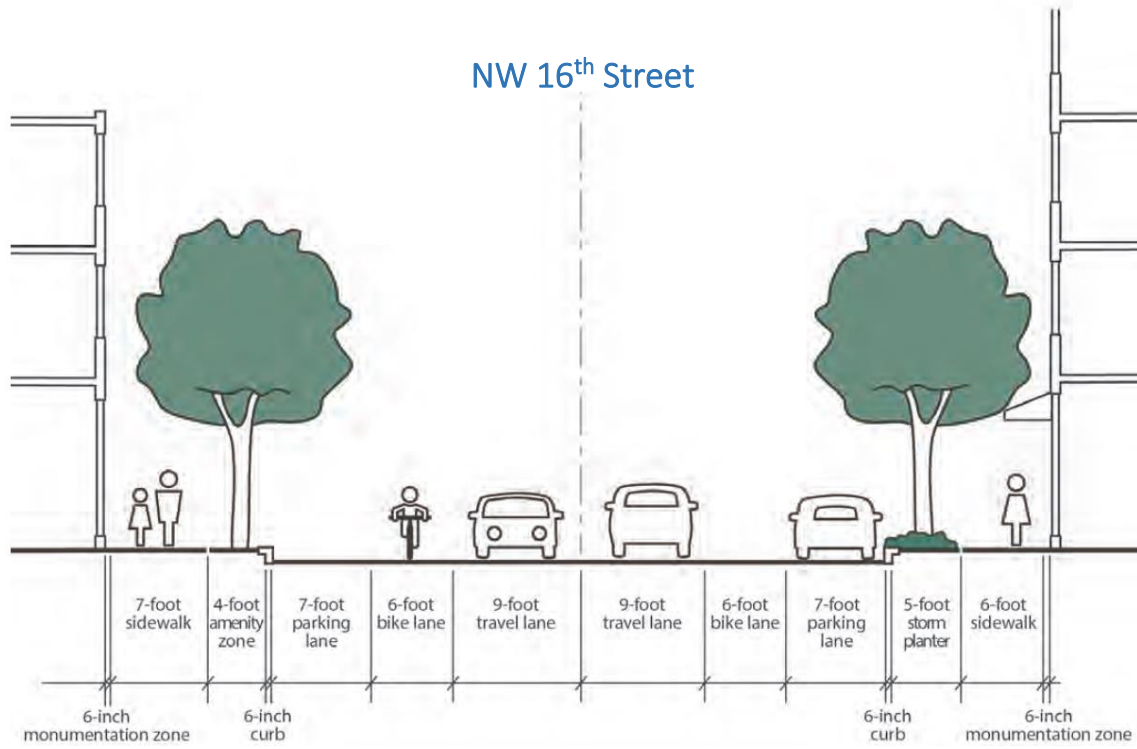 NW 16th Street
7-foot
sidewalk
4-foot
amenity
zone
7-foot
parking
lane
6-foot
bike lane
9-foot
travel lane
9-foot
travel lane
6-foot
bike lane
7-foot
parking
lane
5-foot
storm
planter
6-foot
sidewalk
6-inch
monumentation zone
6-inch
curb
6-inch
curb
6-inch
monumentation zone